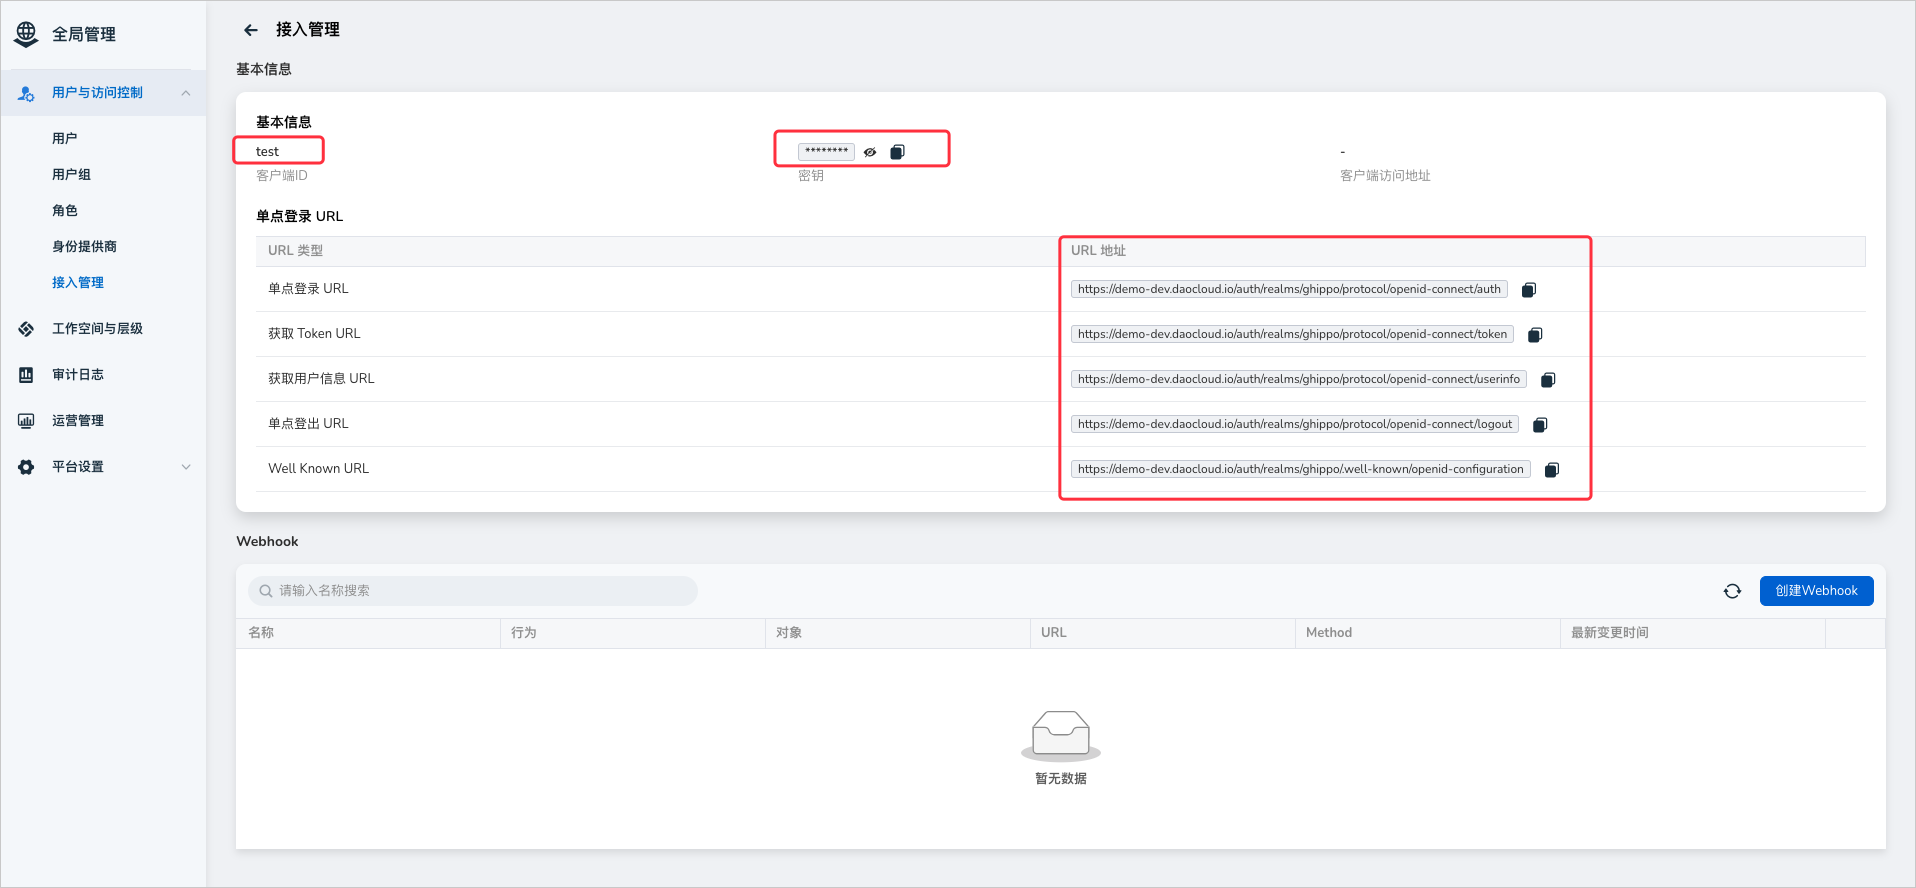 全局管理
用户与访问控制
用户
用户组
角色
身份提供商
接入管理
工作空间与层级
审计日志
运营管理
平台设置
接入管理
基本信息
基本信息
test
********
-
客户端ID
密钥
客户端访问地址
单点登录 URL
URL 类型
URL 地址
单点登录 URL
https://demo-dev.daocloud.io/auth/realms/ghippo/protocol/openid-connect/auth
获取 Token URL
https://demo-dev.daocloud.io/auth/realms/ghippo/protocol/openid-connect/token
获取用户信息 URL
https://demo-dev.daocloud.io/auth/realms/ghippo/protocol/openid-connect/userinfo
单点登出 URL
https://demo-dev.daocloud.io/auth/realms/ghippo/protocol/openid-connect/logout
Well Known URL
https://demo-dev.daocloud.io/auth/realms/ghippo/.well-known/openid-configuration
Webhook
请输入名称搜索
创建Webhook
名称
行为
对象
URL
Method
最新变更时间
暂无数据